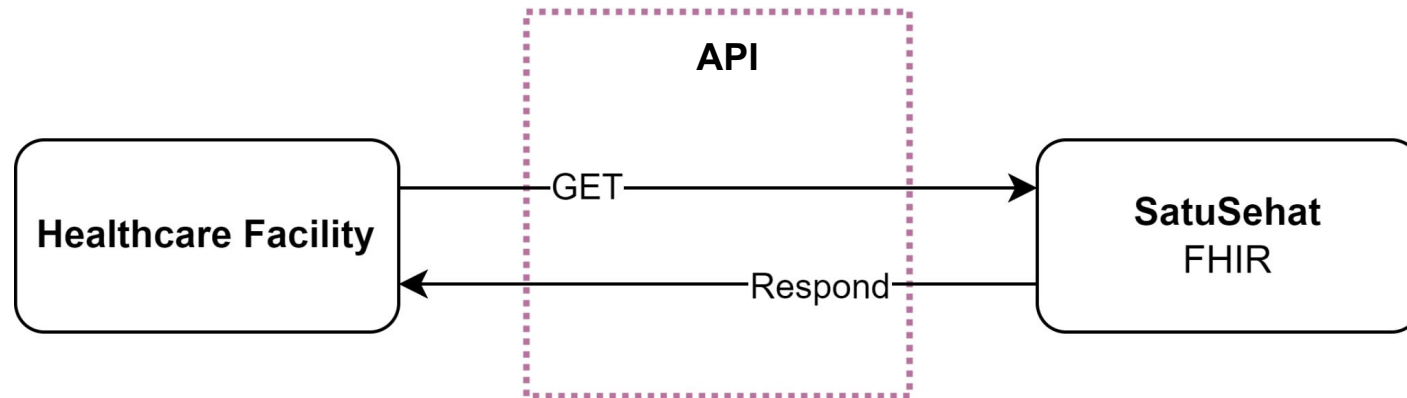 API
GET
Healthcare Facility
SatuSehat
FHIR
Respond